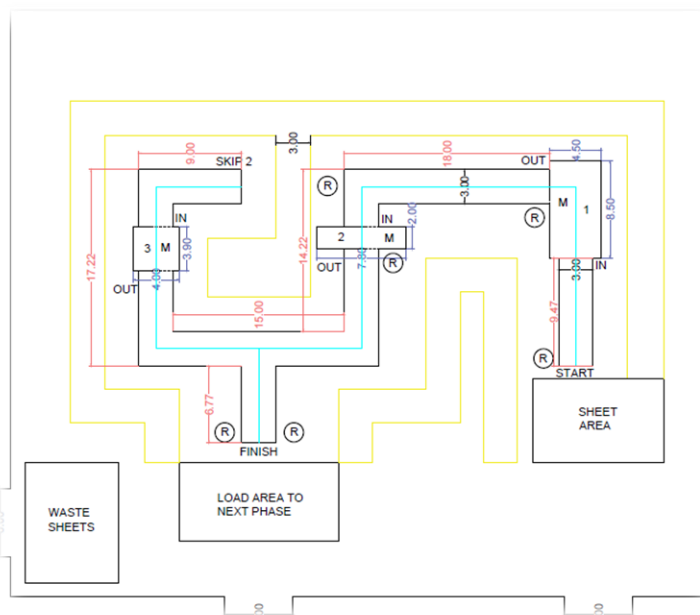 3.00
9.00
SKIP 2
18.00
OUT
4.50
R
3.00
M
1
8.50
2.00
IN
R
3
M
3.90
IN
2
M
OUT
7.80
R
17.22
14.22
OUT
4.00
IN
3.00
9.47
15.00
R
START
6.77
SHEET
AREA
R
R
FINISH
WASTE
SHEETS
LOAD AREA TO
NEXT PHASE